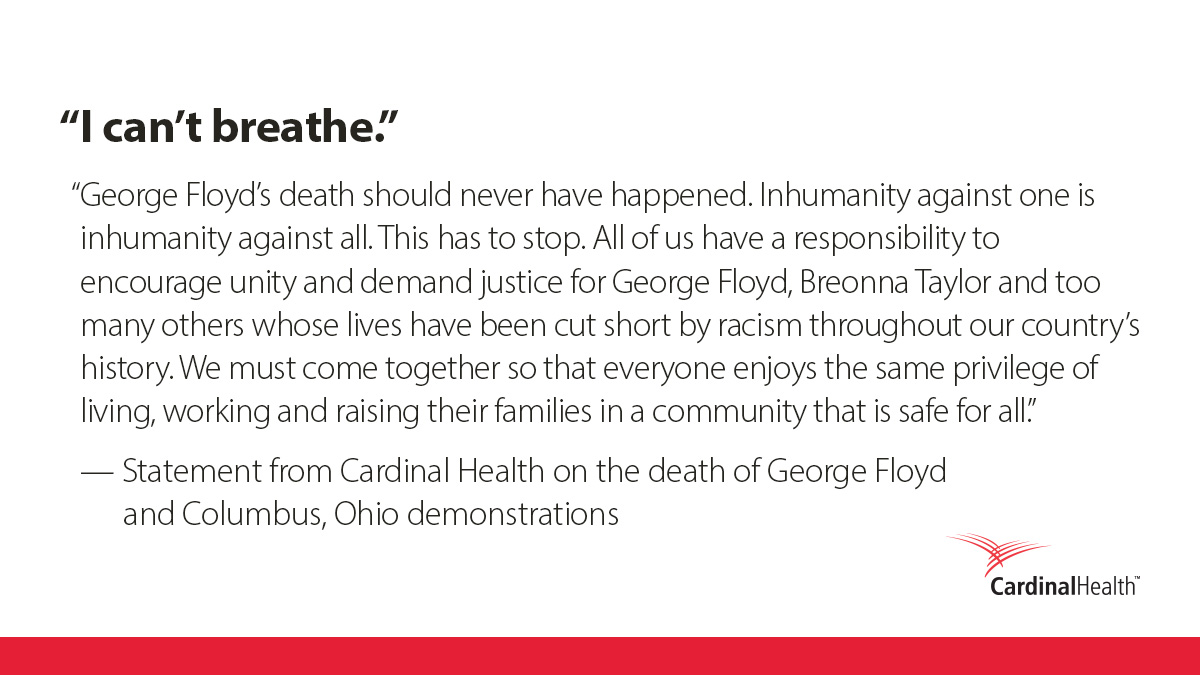 “I can’t breathe.”
“George Floyd’s death should never have happened. Inhumanity against one is
inhumanity against all. This has to stop. All of us have a responsibility to
encourage unity and demand justice for George Floyd, Breonna Taylor and too
many others whose lives have been cut short by racism throughout our country’s
history. We must come together so that everyone enjoys the same privilege of
living, working and raising their families in a community that is safe for all.”
— Statement from Cardinal Health on the death of George Floyd
and Columbus, Ohio demonstrations
CardinalHealth™